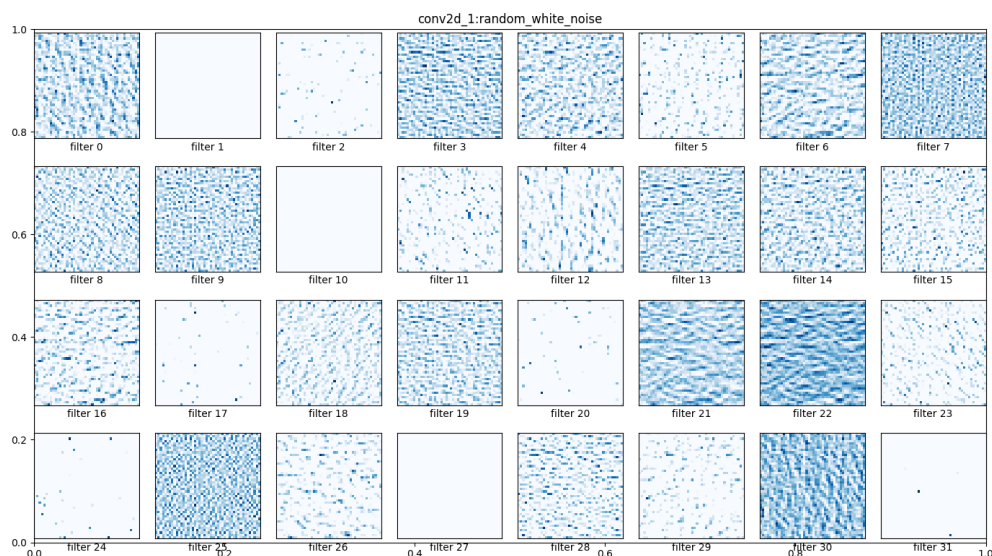 conv2d_1:random_white_noise
1.0
filter 0 filter 1 filter 2 filter 3 filter 4 filter 5 filter 6 filter 7
0.8
filter 8 filter 9 filter 10 filter 11 filter 12 filter 13 filter 14 filter 15
0.6
filter 16 filter 17 filter 18 filter 19 filter 20 filter 21 filter 22 filter 23
0.4
0.2
filter 24 filter 25 filter 26 filter 27 filter 28 filter 29 filter 30 filter 31
0.0
0.0 0.2 0.4 0.6 0.8 1.0